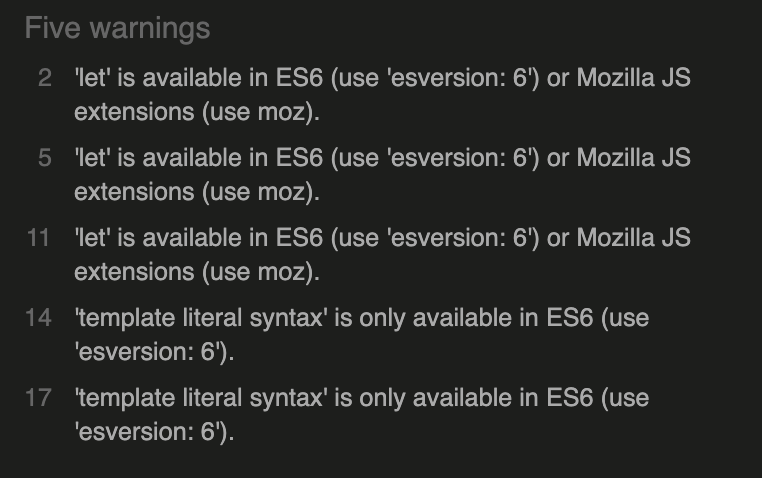 Five warnings
2 'let' is available in ES6 (use 'esversion: 6') or Mozilla JS
extensions (use moz).
5 'let' is available in ES6 (use 'esversion: 6') or Mozilla JS
extensions (use moz).
11 'let' is available in ES6 (use 'esversion: 6') or Mozilla JS
extensions (use moz).
14 'template literal syntax' is only available in ES6 (use
'esversion: 6').
17 'template literal syntax' is only available in ES6 (use
'esversion: 6').